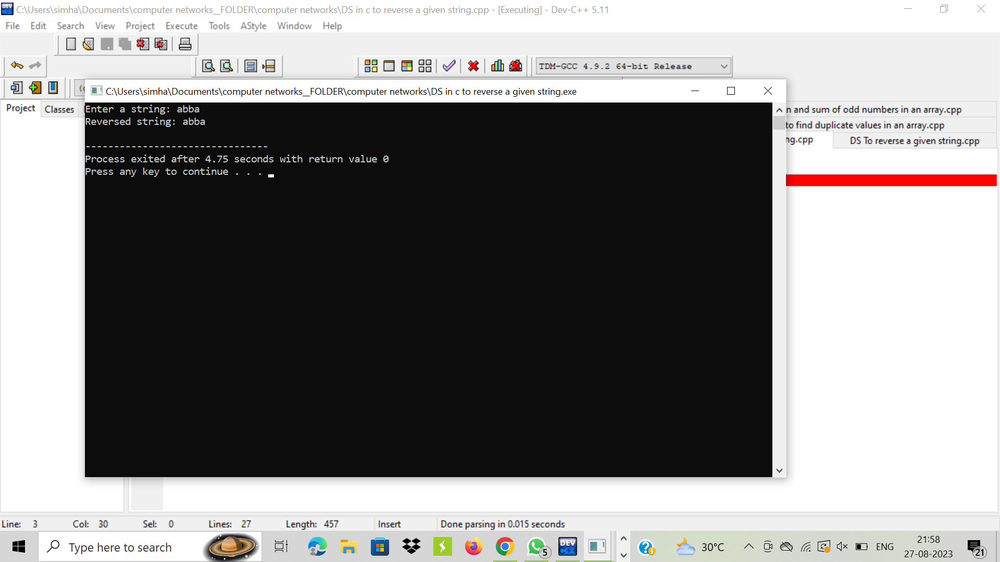 C:\Users\simha\Documents\computer networks_FOLDER\computer networks\DS in c to reverse a given string.cpp - [Executing] - Dev-C++ 5.11
File Edit Search View Project Execute Tools AStyle Window Help
TDM-GCC 4.9.2 64-bit Release
C:\Users\simha\Documents\computer networks_FOLDER\computer networks\DS in c to reverse a given string.exe
Project Classes
Enter a string: abba
Reversed string: abba
--------------------------------
Process exited after 4.75 seconds with return value 0
Press any key to continue . . .
n and sum of odd numbers in an array.cpp
to find duplicate values in an array.cpp
ng.cpp DS To reverse a given string.cpp
Line: 3 Col: 30 Sel: 0 Lines: 27 Length: 457 Insert Done parsing in 0.015 seconds
Type here to search
5
DEV C++
30°C
ENG
21:58
27-08-2023
21